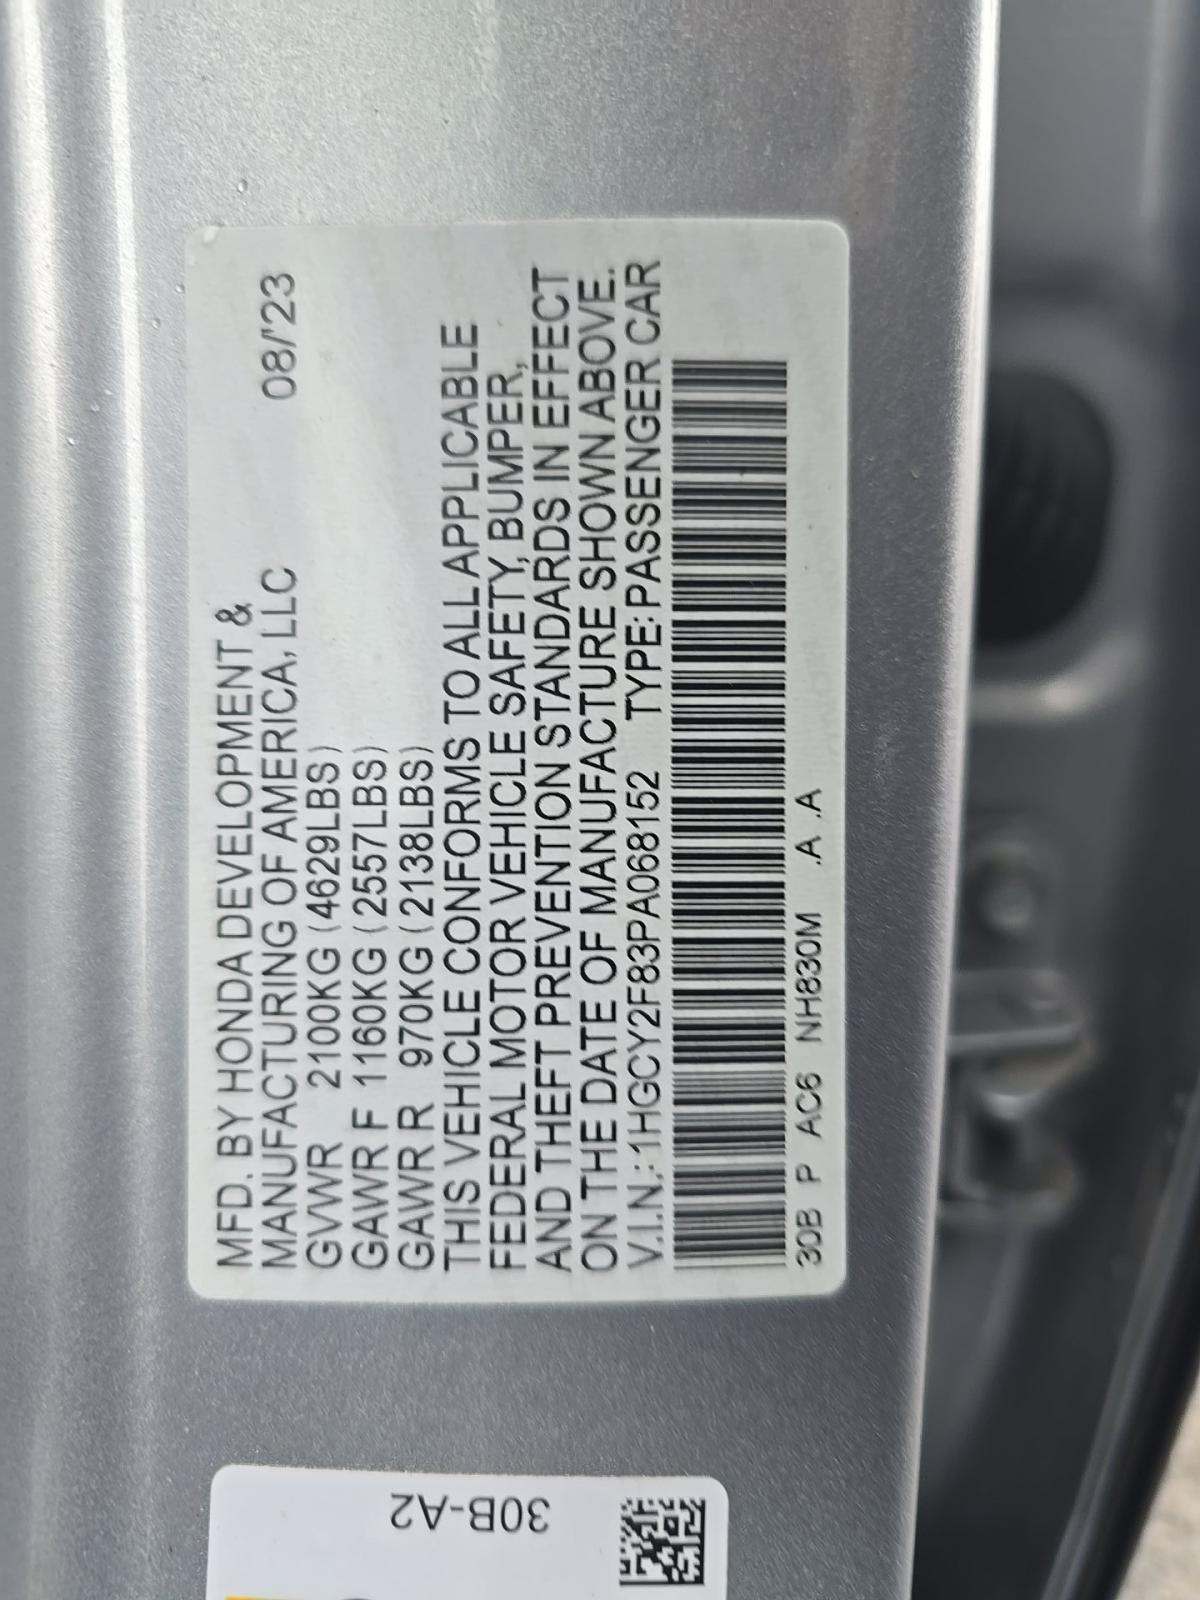 MFD. BY HONDA DEVELOPMENT &
MANUFACTURING OF AMERICA, LLC 08/'23
GVWR 2100KG (4629LBS)
GAWR F 1160KG (2557LBS)
GAWR R 970KG (2138LBS)
THIS VEHICLE CONFORMS TO ALL APPLICABLE
FEDERAL MOTOR VEHICLE SAFETY, BUMPER,
AND THEFT PREVENTION STANDARDS IN EFFECT
ON THE DATE OF MANUFACTURE SHOWN ABOVE.
V.I.N.: 1HGCY2F83PA068152 TYPE: PASSENGER CAR
30B P AC6 NH830M .A .A
30B-A2